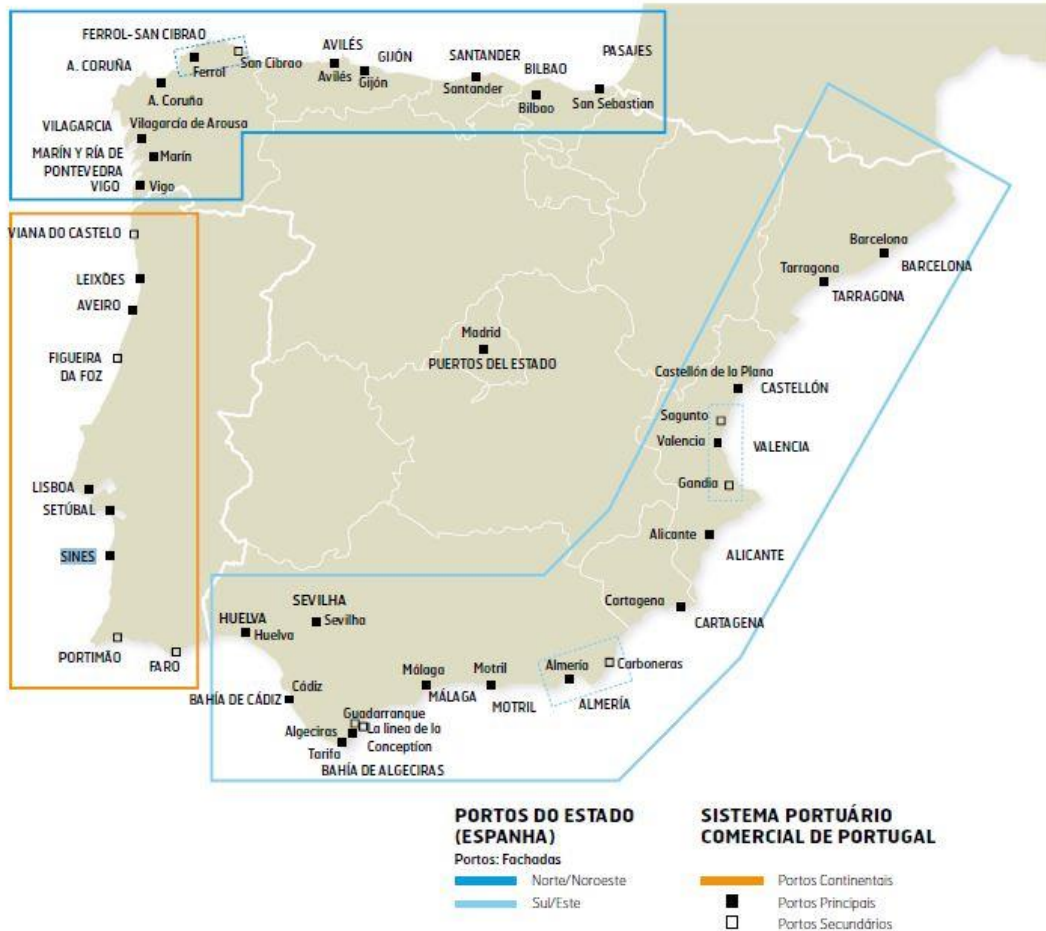 FERROL-SAN CIBRAO
San Cibrao
Ferrol
A. CORUÑA
A. Coruña
AVILÉS
Avilés
GIJÓN
Gijón
SANTANDER
Santander
BILBAO
Bilbao
PASAJES
San Sebastian
VILAGARCIA
Vilagarcía de Arousa
MARÍN Y RÍA DE
PONTEVEDRA
Marín
VIGO
Vigo
VIANA DO CASTELO
LEIXÕES
AVEIRO
FIGUEIRA
DA FOZ
LISBOA
SETÚBAL
SINES
PORTIMÃO
FARO
Madrid
PUERTOS DEL ESTADO
Barcelona
BARCELONA
Tarragona
TARRAGONA
Castellón de la Plana
CASTELLÓN
Sagunto
Valencia
VALENCIA
Gandia
Alicante
ALICANTE
Cartagena
CARTAGENA
SEVILHA
Sevilha
HUELVA
Huelva
Cádiz
BAHÍA DE CÁDIZ
Málaga
MÁLAGA
Motril
MOTRIL
Almería
ALMERÍA
Carboneras
Guadarranque
La linea de la
Conception
Algeciras
Tarifa
BAHÍA DE ALGECIRAS
PORTOS DO ESTADO
(ESPANHA)
Portos: Fachadas
Norte/Noroeste
Sul/Este
SISTEMA PORTUÁRIO
COMERCIAL DE PORTUGAL
Portos Continentais
Portos Principais
Portos Secundários